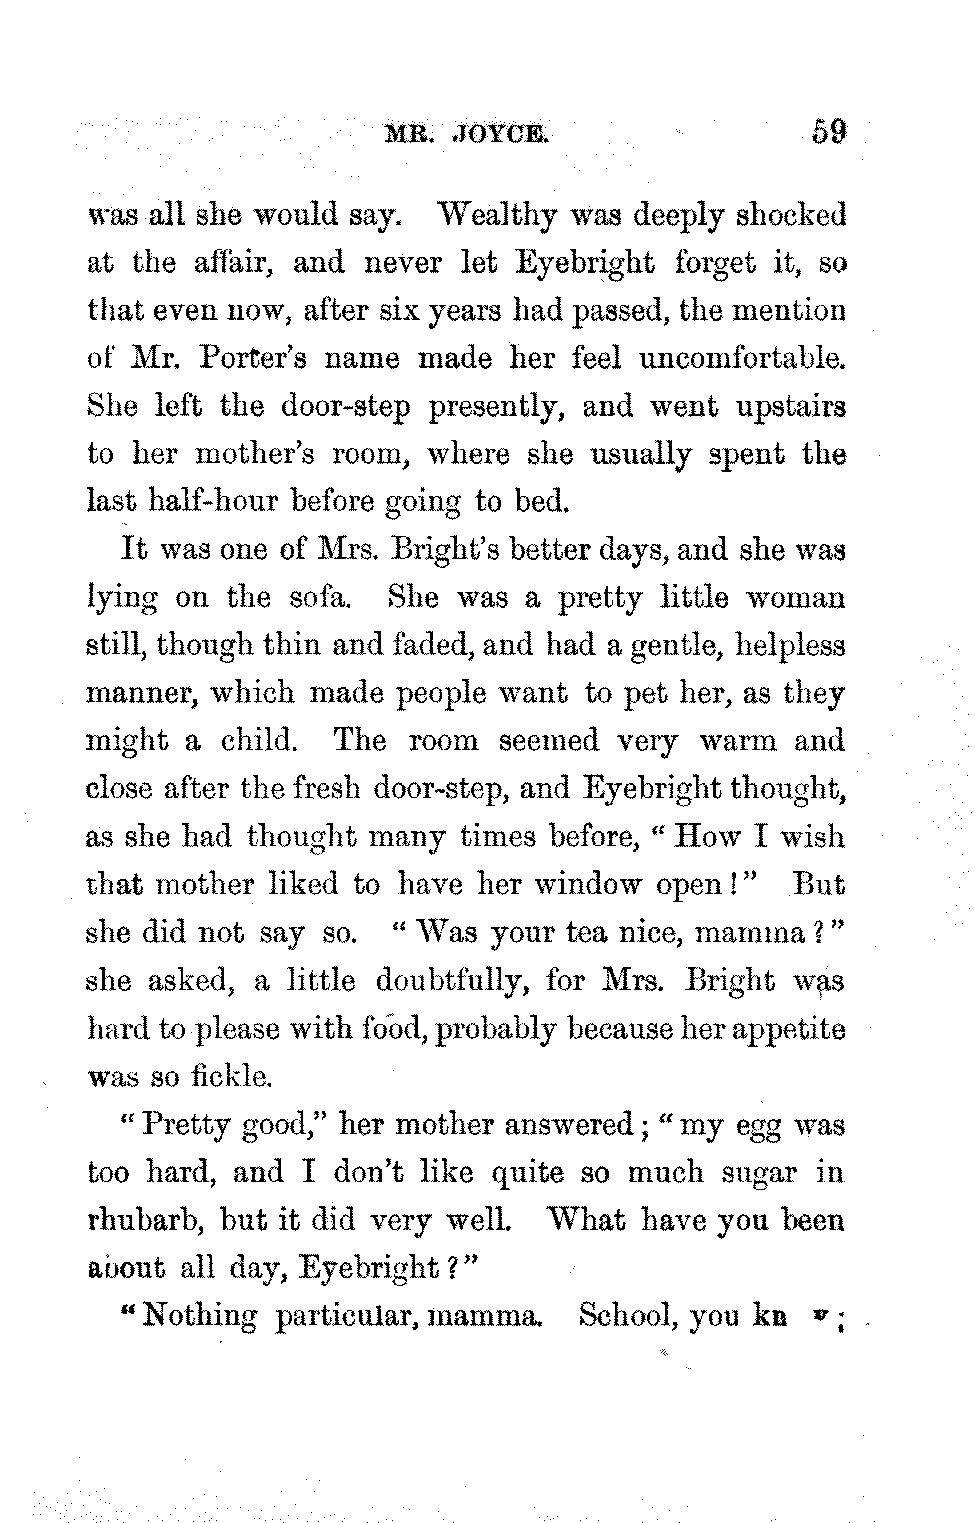 MR. JOYCE. 59
was all she would say. Wealthy was deeply shocked
at the affair, and never let Eyebright forget it, so
that even now, after six years had passed, the mention
of Mr. Porter's name made her feel uncomfortable.
She left the door-step presently, and went upstairs
to her mother's room, where she usually spent the
last half-hour before going to bed.
It was one of Mrs. Bright's better days, and she was
lying on the sofa. She was a pretty little woman
still, though thin and faded, and had a gentle, helpless
manner, which made people want to pet her, as they
might a child. The room seemed very warm and
close after the fresh door-step, and Eyebright thought,
as she had thought many times before, "How I wish
that mother liked to have her window open!" But
she did not say so. "Was your tea nice, mamma?"
she asked, a little doubtfully, for Mrs. Bright was
hard to please with food, probably because her appetite
was so fickle.
"Pretty good," her mother answered; "my egg was
too hard, and I don't like quite so much sugar in
rhubarb, but it did very well. What have you been
about all day, Eyebright?"
"Nothing particular, mamma. School, you kn w;